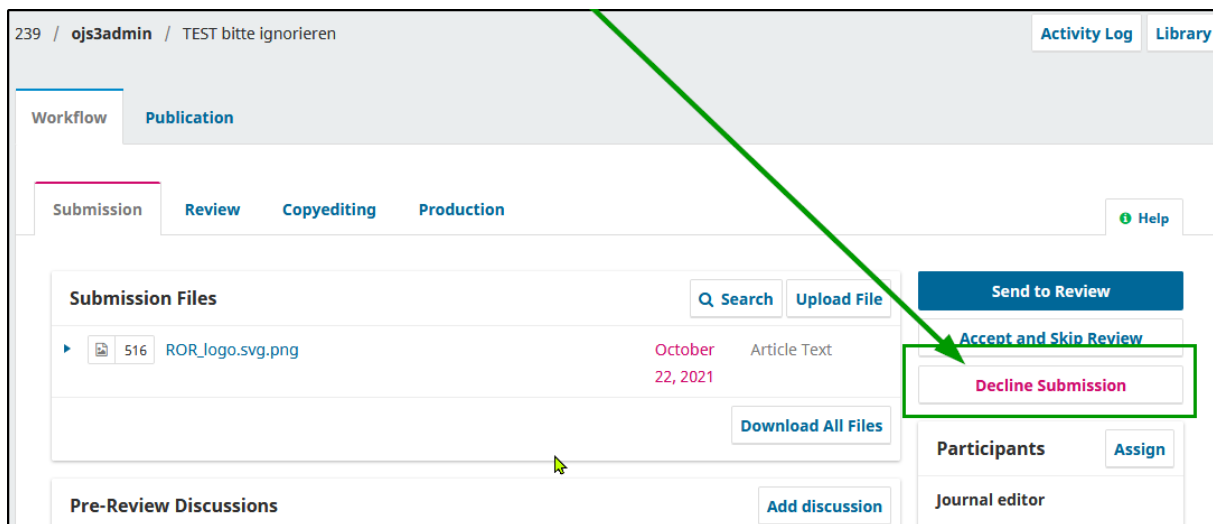 239 / ojs3admin / TEST bitte ignorieren
Activity Log
Library
Workflow
Publication
Submission
Review
Copyediting
Production
Help
Submission Files
Search
Upload File
516
ROR_logo.svg.png
October
22, 2021
Article Text
Download All Files
Pre-Review Discussions
Add discussion
Send to Review
Accept and Skip Review
Decline Submission
Participants
Assign
Journal editor